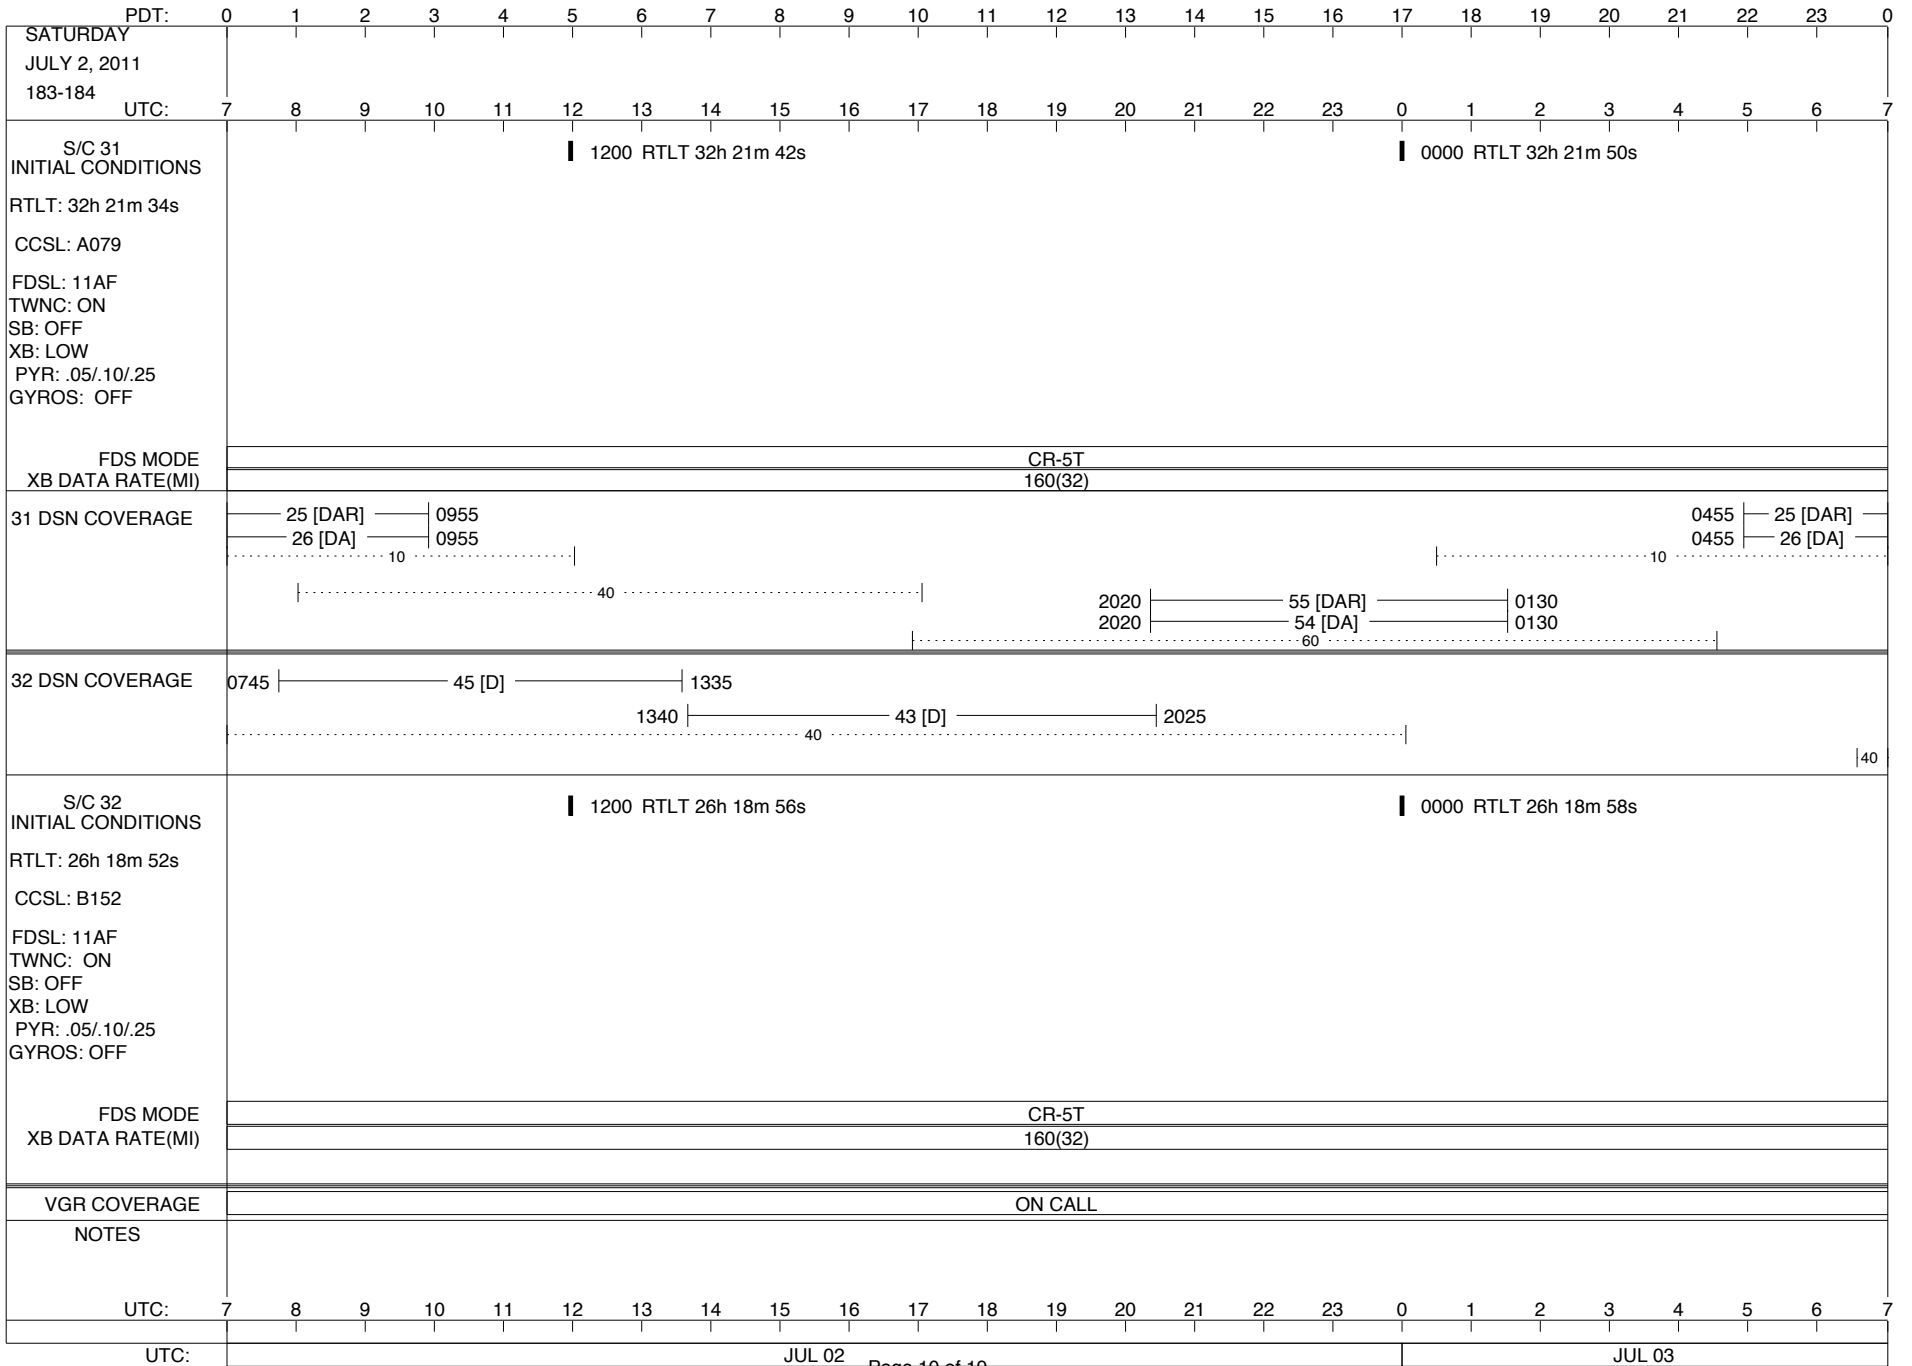 PDT: 0 1 2 3 4 5 6 7 8 9 10 11 12 13 14 15 16 17 18 19 20 21 22 23 0
SATURDAY
JULY 2, 2011
183-184
UTC: 7 8 9 10 11 12 13 14 15 16 17 18 19 20 21 22 23 0 1 2 3 4 5 6 7
S/C 31
INITIAL CONDITIONS
1200 RTLT 32h 21m 42s
0000 RTLT 32h 21m 50s
RTLT: 32h 21m 34s
CCSL: A079
FDSL: 11AF
TWNC: ON
SB: OFF
XB: LOW
PYR: .05/.10/.25
GYROS: OFF
FDS MODE CR-5T
XB DATA RATE(MI) 160(32)
31 DSN COVERAGE
25 [DAR] 0955 0455 25 [DAR]
26 [DA] 0955 0455 26 [DA]
10 10
40
2020 55 [DAR] 0130
2020 54 [DA] 0130
60
32 DSN COVERAGE 0745 45 [D] 1335
1340 43 [D] 2025
40
40
S/C 32
INITIAL CONDITIONS
1200 RTLT 26h 18m 56s
0000 RTLT 26h 18m 58s
RTLT: 26h 18m 52s
CCSL: B152
FDSL: 11AF
TWNC: ON
SB: OFF
XB: LOW
PYR: .05/.10/.25
GYROS: OFF
FDS MODE CR-5T
XB DATA RATE(MI) 160(32)
VGR COVERAGE ON CALL
NOTES
UTC: 7 8 9 10 11 12 13 14 15 16 17 18 19 20 21 22 23 0 1 2 3 4 5 6 7
UTC: JUL 02 JUL 03
Page 10 of 10